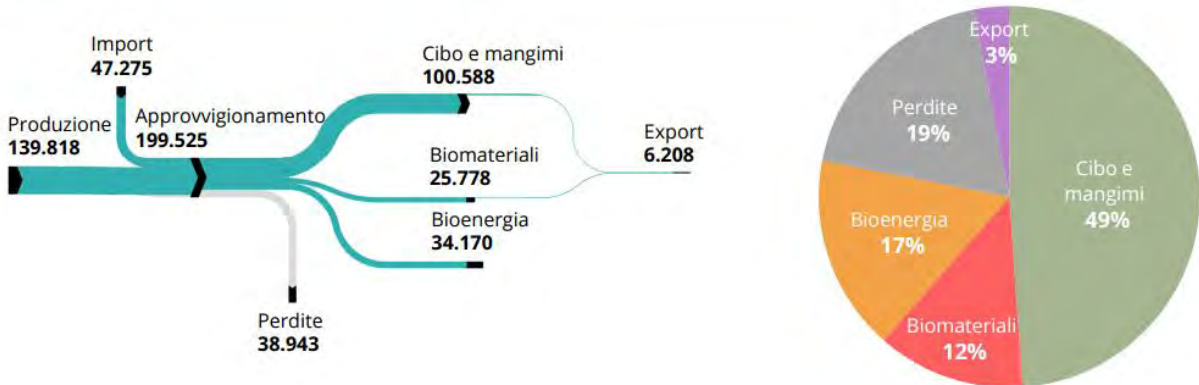 Import
47.275
Produzione
139.818
Approvvigionamento
199.525
Cibo e mangimi
100.588
Biomateriali
25.778
Bioenergia
34.170
Export
6.208
Perdite
38.943
Export
3%
Perdite
19%
Cibo e
mangimi
49%
Bioenergia
17%
Biomateriali
12%